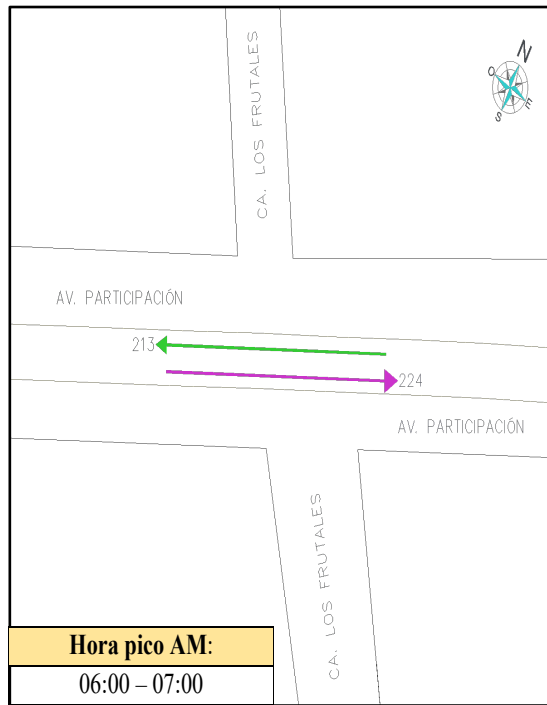 CA. LOS FRUTALES
N
O
E
S
AV. PARTICIPACIÓN
213
224
AV. PARTICIPACIÓN
CA. LOS FRUTALES
Hora pico AM:
06:00 – 07:00